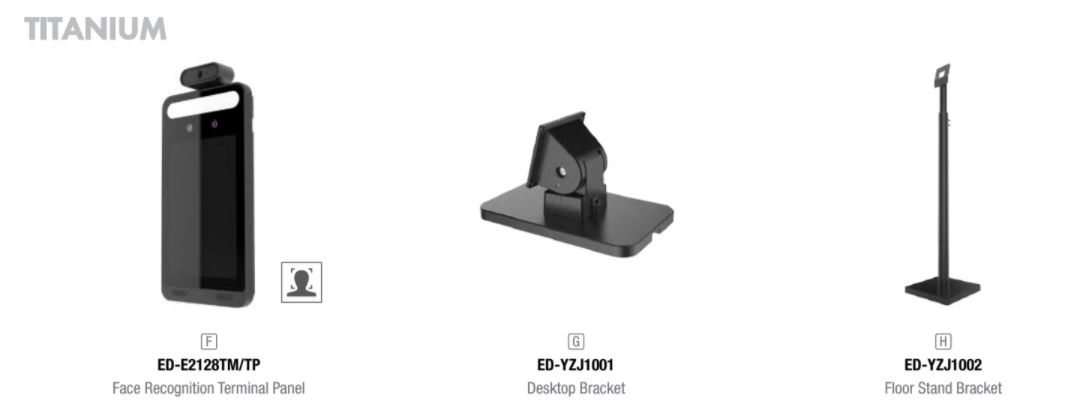 TITANIUM
F
ED-E2128TM/TP
Face Recognition Terminal Panel
G
ED-YZJ1001
Desktop Bracket
H
ED-YZJ1002
Floor Stand Bracket